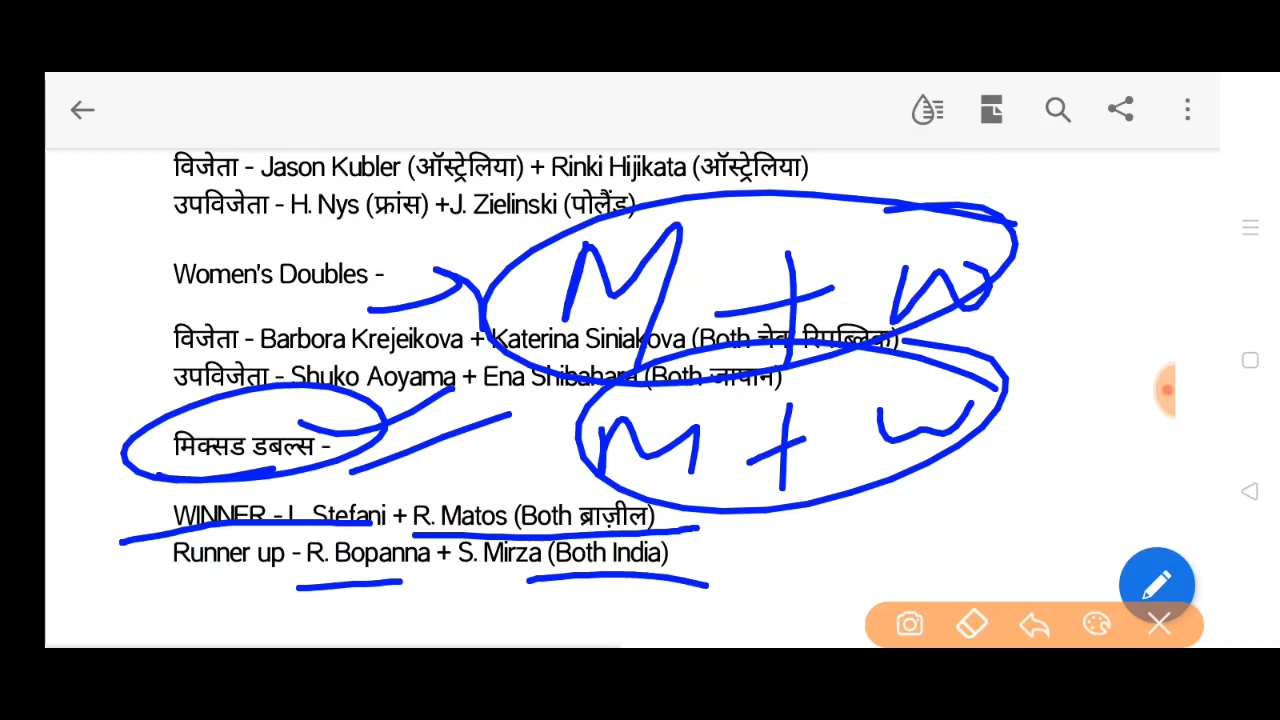 विजेता - Jason Kubler (ऑस्ट्रेलिया) + Rinki Hijikata (ऑस्ट्रेलिया)
उपविजेता - H. Nys (फ्रांस) +J. Zielinski (पोलैंड)
Women's Doubles -
M + W
विजेता - Barbora Krejeikova + Katerina Siniakova (Both चेक रिपब्लिक)
उपविजेता - Shuko Aoyama + Ena Shibahara (Both जापान)
मिक्सड डबल्स -
M + W
WINNER - L. Stefani + R. Matos (Both ब्राज़ील)
Runner up - R. Bopanna + S. Mirza (Both India)